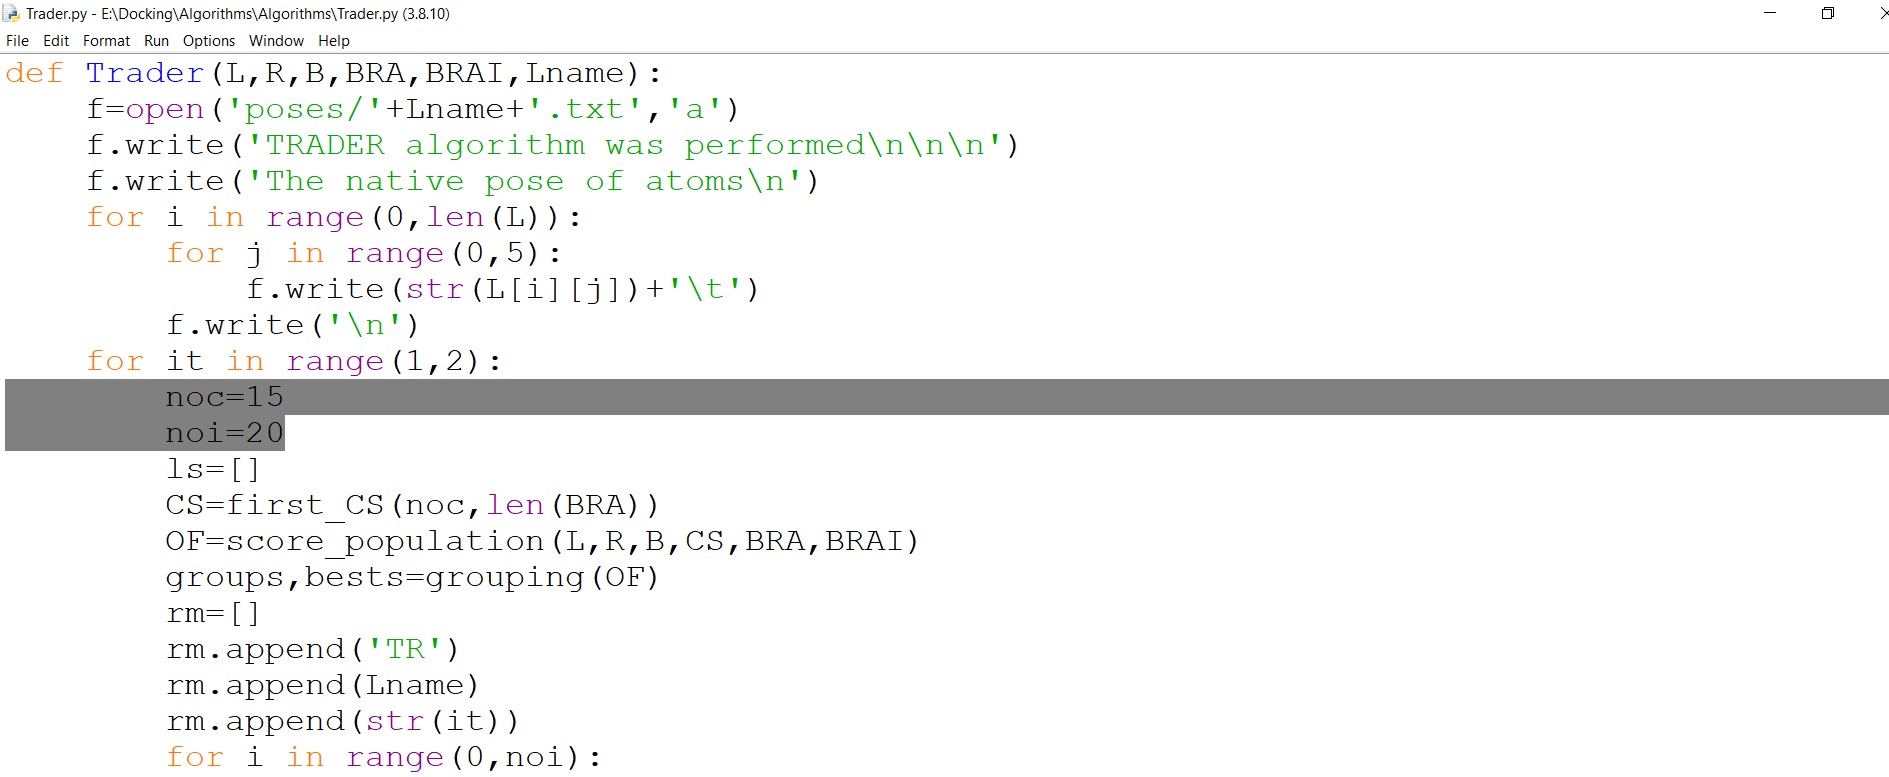 Trader.py - E:\Docking\Algorithms\Algorithms\Trader.py (3.8.10)
File Edit Format Run Options Window Help
def Trader(L,R,B,BRA,BRAI,Lname):
    f=open('poses/'+Lname+'.txt','a')
    f.write('TRADER algorithm was performed\n\n\n')
    f.write('The native pose of atoms\n')
    for i in range(0,len(L)):
        for j in range(0,5):
            f.write(str(L[i][j])+'\t')
        f.write('\n')
    for it in range(1,2):
        noc=15
        noi=20
        ls=[]
        CS=first_CS(noc,len(BRA))
        OF=score_population(L,R,B,CS,BRA,BRAI)
        groups,bests=grouping(OF)
        rm=[]
        rm.append('TR')
        rm.append(Lname)
        rm.append(str(it))
        for i in range(0,noi):